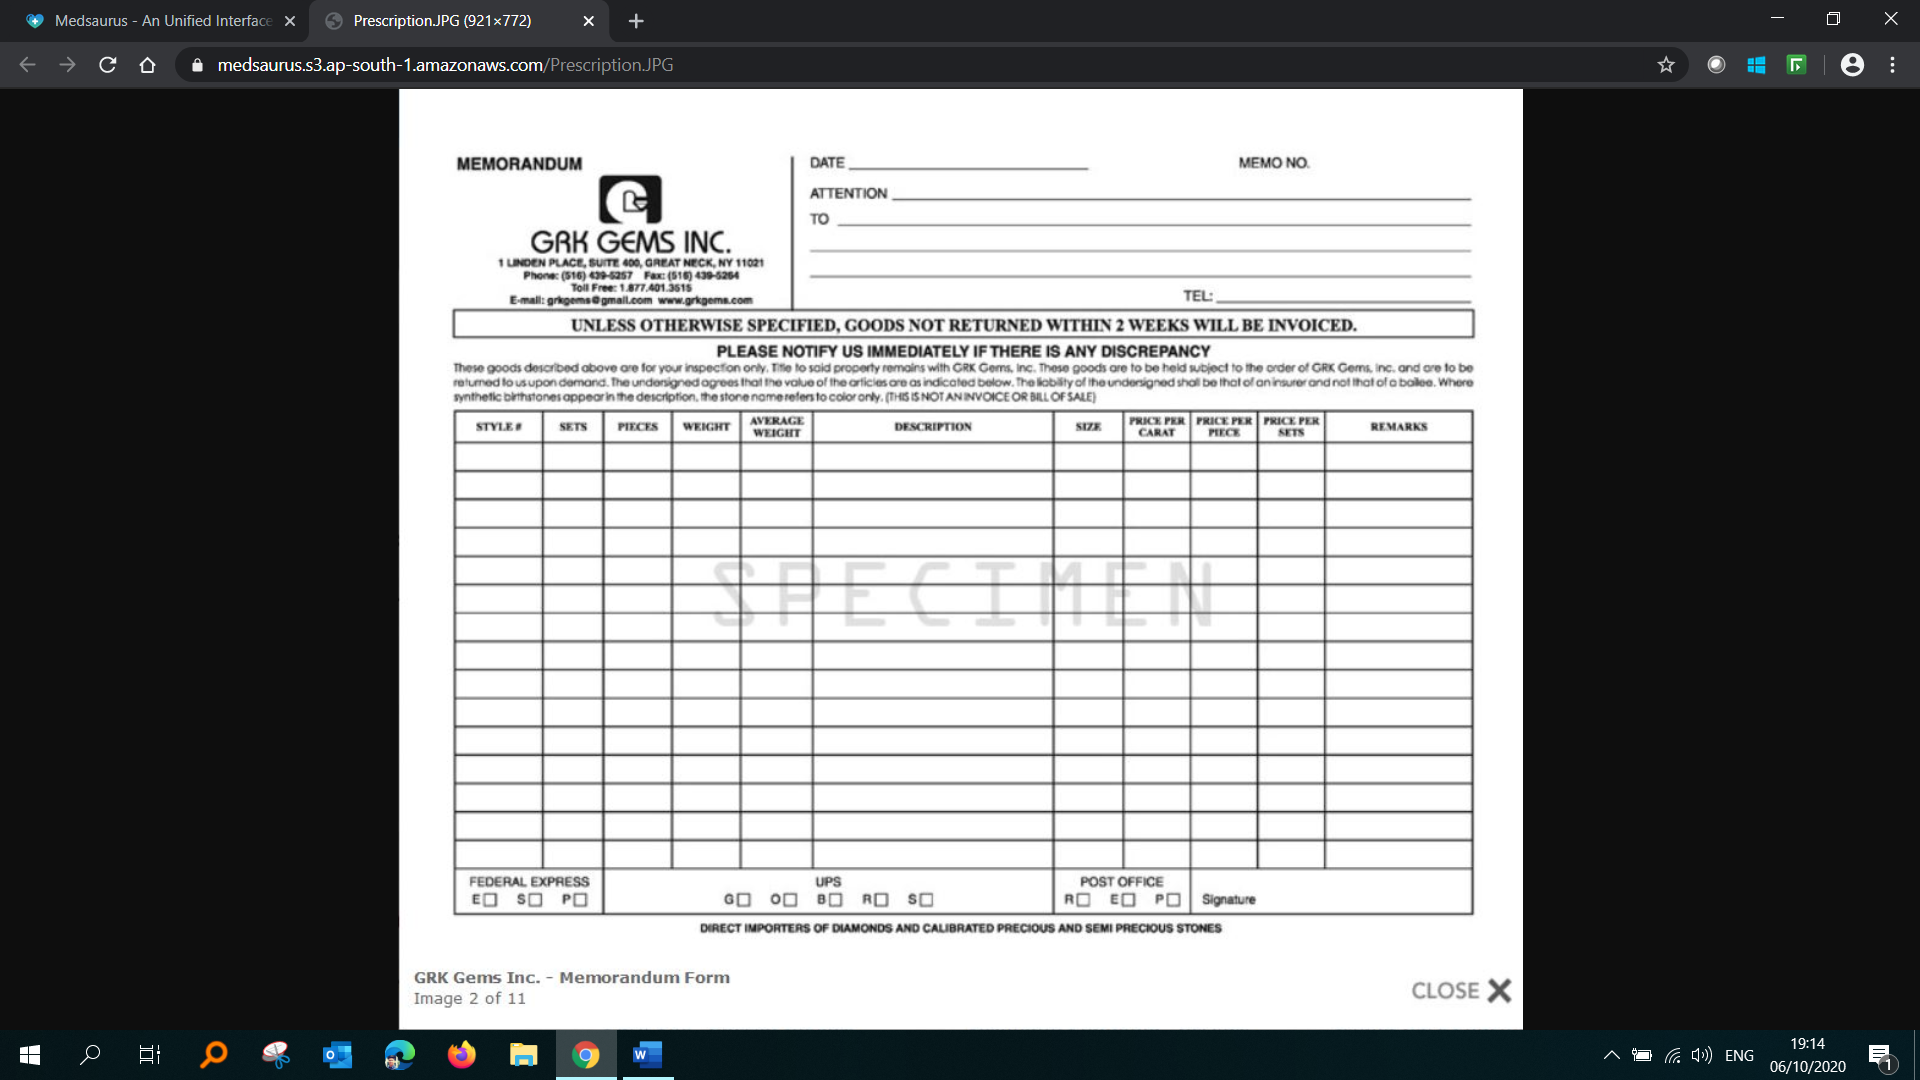 Medsaurus - An Unified Interface
Prescription.JPG (921×772)
medsaurus.s3.ap-south-1.amazonaws.com/Prescription.JPG
MEMORANDUM
GRK GEMS INC.
1 LINDEN PLACE, SUITE 400, GREAT NECK, NY 11021
Phone: (516) 439-5257 Fax: (516) 439-5264
Toll Free: 1.877.401.3515
E-mail: grkgems@gmail.com www.grkgems.com
DATE
MEMO NO.
ATTENTION
TO
TEL:
UNLESS OTHERWISE SPECIFIED, GOODS NOT RETURNED WITHIN 2 WEEKS WILL BE INVOICED.
PLEASE NOTIFY US IMMEDIATELY IF THERE IS ANY DISCREPANCY
These goods described above are for your inspection only. Title to said property remains with GRK Gems, Inc. These goods are to be held subject to the order of GRK Gems, Inc. and are to be
returned to us upon demand. The undersigned agrees that the value of the articles are as indicated below. The liability of the undersigned shall be that of an insurer and not that of a bailee. Where
synthetic birthstones appear in the description, the stone name refers to color only. (THIS IS NOT AN INVOICE OR BILL OF SALE)
STYLE # SETS PIECES WEIGHT AVERAGE WEIGHT DESCRIPTION SIZE PRICE PER CARAT PRICE PER PIECE PRICE PER SETS REMARKS
SPECIMEN
FEDERAL EXPRESS UPS POST OFFICE
E S P G O B R S R E P Signature
DIRECT IMPORTERS OF DIAMONDS AND CALIBRATED PRECIOUS AND SEMI PRECIOUS STONES
GRK Gems Inc. - Memorandum Form
Image 2 of 11
CLOSE
ENG
19:14
06/10/2020
1